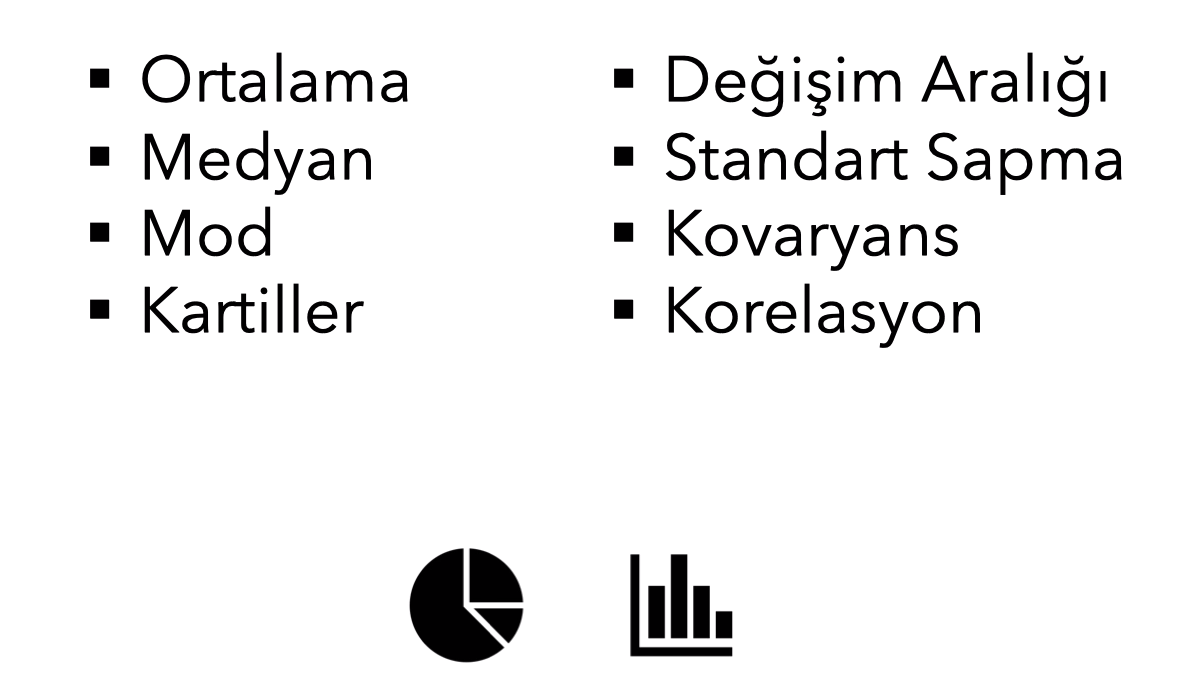 ▪ Ortalama
▪ Medyan
▪ Mod
▪ Kartiller
▪ Değişim Aralığı
▪ Standart Sapma
▪ Kovaryans
▪ Korelasyon